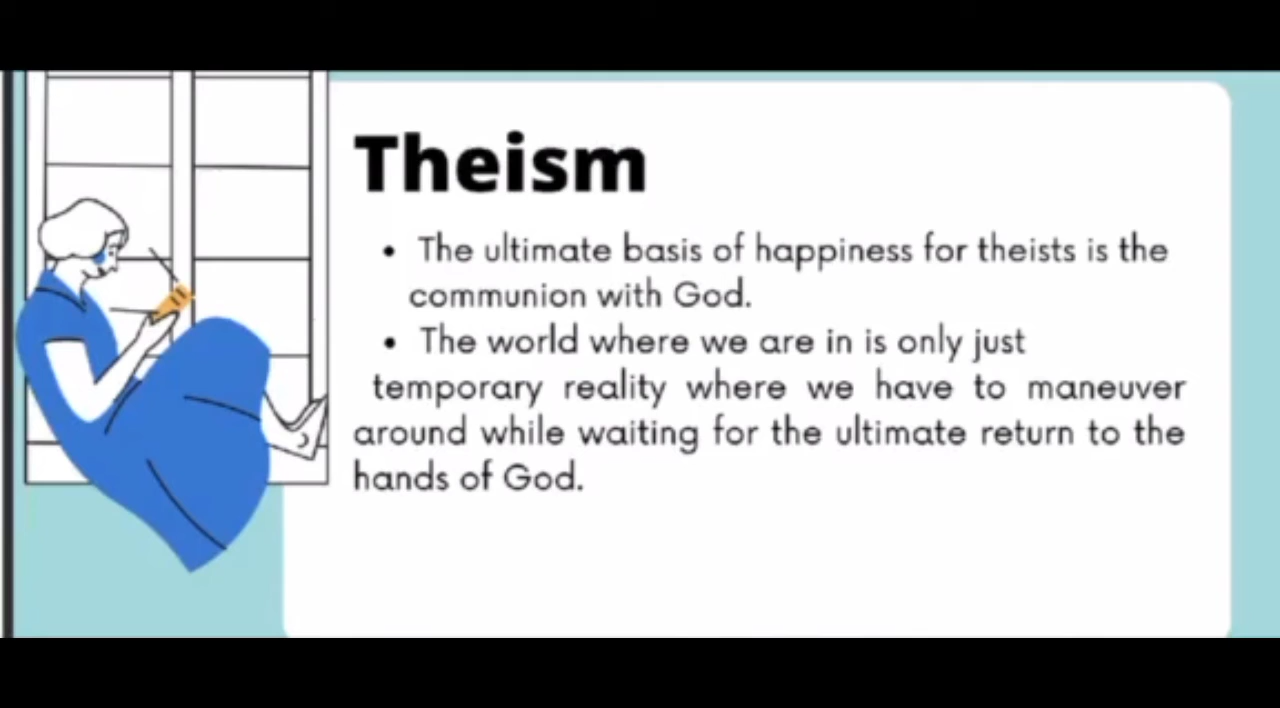 Theism
• The ultimate basis of happiness for theists is the
communion with God.
• The world where we are in is only just
temporary reality where we have to maneuver
around while waiting for the ultimate return to the
hands of God.